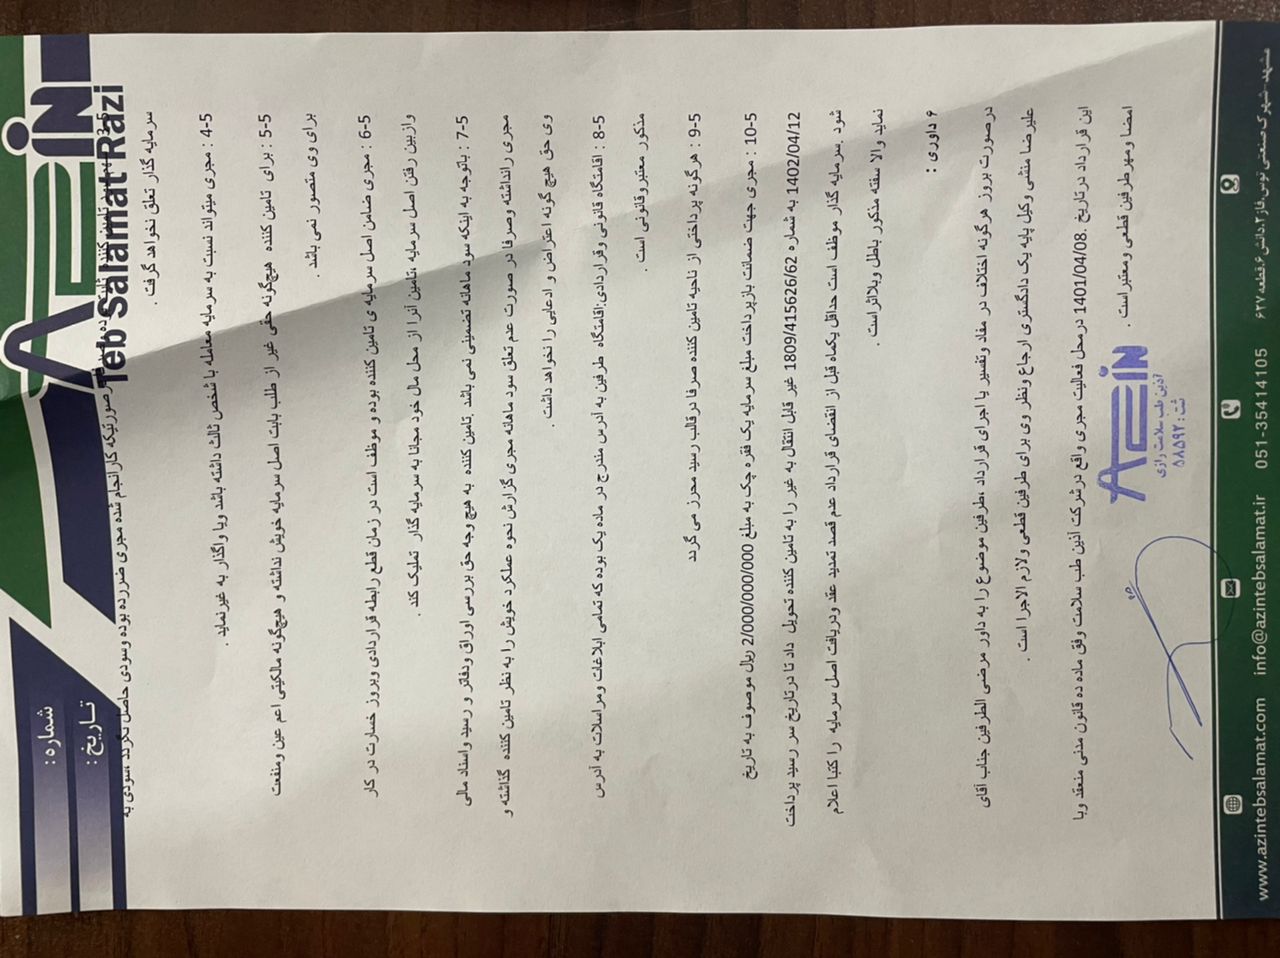 شماره:
تاریخ:
AZIN
Teb Salamat Razi
3-5 تامین کننده ثابت بوده صورتیکه کارانجام شده مجری ضررده بوده وسودی حاصل نگردد ،سودی به
سرمایه گذار تعلق نخواهد گرفت .
4-5 : مجری میتواند نسبت به سرمایه معامله با شخص ثالث داشته باشد ویا واگذار به غیرنماید .
5-5 : برای تامین کننده هیچگونه حقی غیر از طلب بابت اصل سرمایه خویش نداشته و هیچگونه مالکیتی اعم عین ومنفعت
برای وی متصور نمی باشد .
6-5 : مجری ضامن اصل سرمایه ی تامین کننده بوده و موظف است در زمان قطع رابطه قراردادی وبروز خسارت در کار
وازبین رفتن اصل سرمایه ،تامین آنرا از محل مال خود مجانا به سرمایه گذار تملیک کند .
7-5 : باتوجه به اینکه سود ماهانه تضمینی نمی باشد .تامین کننده به هیچ وجه حق بررسی اوراق ودفاتر و رسید واسناد مالی
مجری رانداشته وصرفا در صورت عدم تعلق سود ماهانه مجری گزارش نحوه عملکرد خویش را به نظر تامین کننده گذاشته و
وی حق هیچ گونه اعتراض و ادعایی را نخواهد داشت .
8-5 : اقامتگاه قانونی وقراردادی:اقامتگاه طرفین به آدرس مندرج در ماده یک بوده که تمامی ابلاغات ومراسلات به آدرس
مذکور معتبروقانونی است .
9-5 : هرگونه پرداختی از ناحیه تامین کننده صرفا درقالب رسید محرز می گردد
10-5 : مجری جهت ضمانت بازپرداخت مبلغ سرمایه یک فقره چک به مبلغ 2/000/000/000 ریال موصوف به تاریخ
1402/04/12 به شماره 1809/415626/62 غیر قابل انتقال به غیر را به تامین کننده تحویل داد تا درتاریخ سر رسید پرداخت
شود .سرمایه گذار موظف است حداقل یکماه قبل از انقضای قرارداد عدم قصد تمدید عقد ودریافت اصل سرمایه را کتبا اعلام
نماید والا سفته مذکور باطل وبلااثراست .
۶ داوری :
درصورت بروز هرگونه اختلاف در مفاد وتفسیر یا اجرای قرارداد ،طرفین موضوع را به داور مرضی الطرفین جناب آقای
علیرضا منشی وکیل پایه یک دادگستری ارجاع ونظر وی برای طرفین قطعی ولازم الاجرا است .
این قرارداد درتاریخ .1401/04/08 درمحل فعالیت مجری واقع درشرکت آذین طب سلامت وفق ماده ده قانون مدنی منعقد وبا
امضا ومهرطرفین قطعی ومعتبراست .
AZIN
آذین طب سلامت رازی
ثت: ۵۸۵۹۲
www.azintebsalamat.com info@azintebsalamat.ir 051-35414105 مشهد-شهرک صنعتی توس،فاز۲،دانش۶،قطعه ۶۲۷